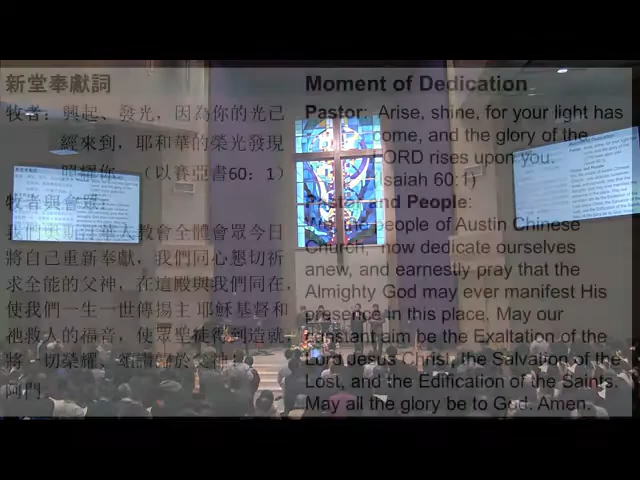 新堂奉獻詞
牧者: 興起、發光，因為你的光己
經來到，耶和華的榮光發現
照耀你。（以賽亞書60: 1）
牧者與會眾:
我們奧斯汀華人教會全體會眾今日
將自己重新奉獻，我們同心懇切祈
求全能的父神，在這殿與我們同在，
使我們一生一世傳揚主耶穌基督和
祂救人的福音，使眾聖徒得到造就，
將一切榮耀、頌讚歸於父神！
阿門
Moment of Dedication
Pastor: Arise, shine, for your light has
come, and the glory of the
LORD rises upon you.
(Isaiah 60:1)
Pastor and People:
We, the people of Austin Chinese
Church, now dedicate ourselves
anew, and earnestly pray that the
Almighty God may ever manifest His
presence in this place. May our
constant aim be the Exaltation of the
Lord Jesus Christ, the Salvation of the
Lost, and the Edification of the Saints.
May all the glory be to God. Amen.